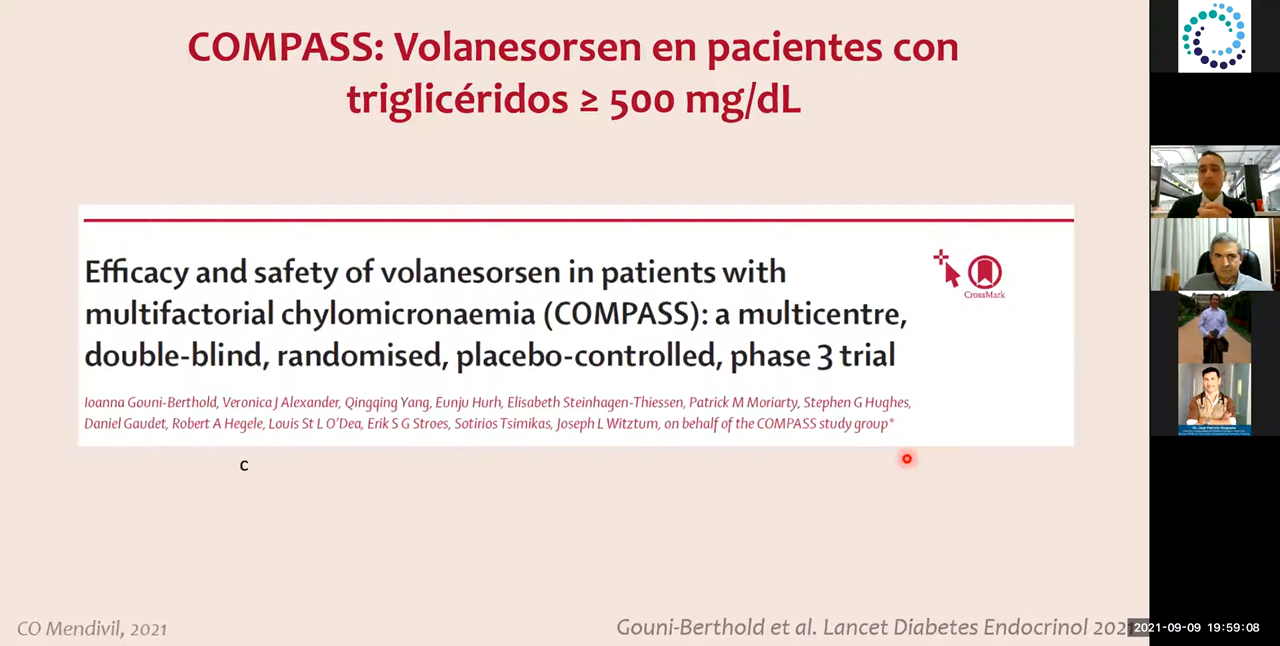 COMPASS: Volanesorsen en pacientes con
triglicéridos ≥ 500 mg/dL
Efficacy and safety of volanesorsen in patients with
multifactorial chylomicronaemia (COMPASS): a multicentre,
double-blind, randomised, placebo-controlled, phase 3 trial
CrossMark
Ioanna Gouni-Berthold, Veronica J Alexander, Qingqing Yang, Eunju Hurh, Elisabeth Steinhagen-Thiessen, Patrick M Moriarty, Stephen G Hughes,
Daniel Gaudet, Robert A Hegele, Louis St L O'Dea, Erik S G Stroes, Sotirios Tsimikas, Joseph L Witztum, on behalf of the COMPASS study group*
c
CO Mendivil, 2021
Gouni-Berthold et al. Lancet Diabetes Endocrinol 2021
2021-09-09 19:59:08